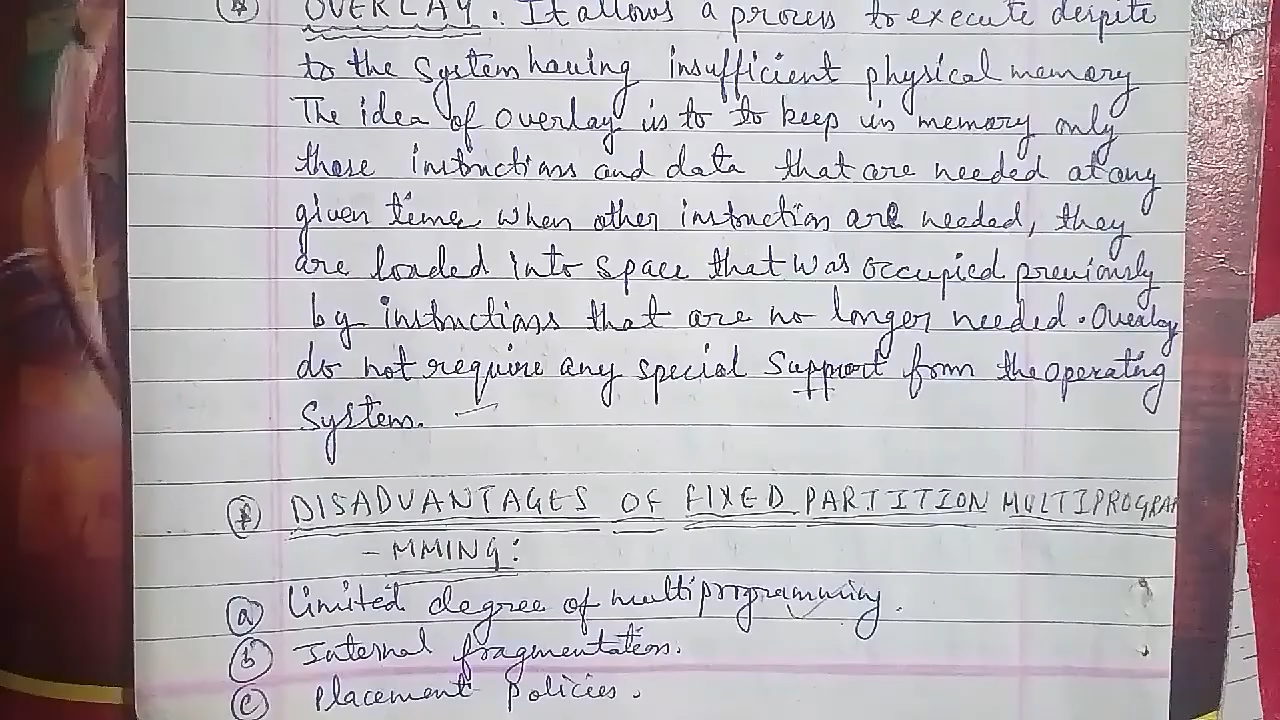 OVERLAY. It allows a process to execute despite
to the system having insufficient physical memory
The idea of overlay is to to keep in memory only
those instructions and data that are needed at any
given time when other instruction are needed, they
are loaded into space that was occupied previously
by instructions that are no longer needed. Overlay
do not require any special support from the operating
system.
DISADVANTAGES OF FIXED PARTITION MULTIPROGRA
- MMING:
(a) Limited degree of multiprogramming.
(b) Internal fragmentation.
(c) Placement policies.